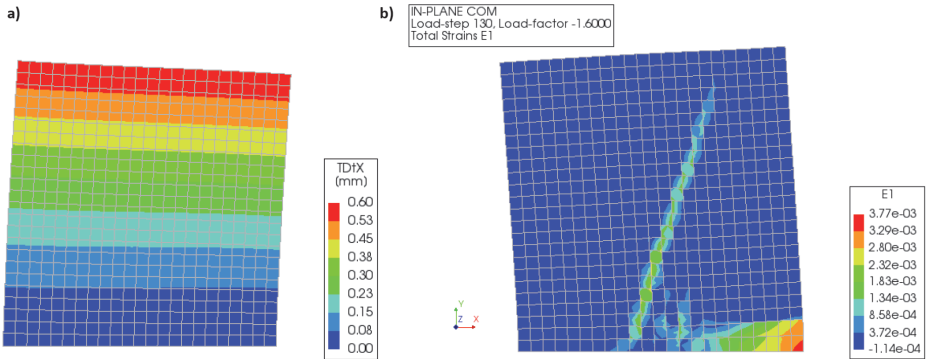 a)
TDtX
(mm)
0.60
0.53
0.45
0.38
0.30
0.23
0.15
0.08
0.00
b)
IN-PLANE COM
Load-step 130, Load-factor -1.6000
Total Strains E1
Y
Z
X
E1
3.77e-03
3.29e-03
2.80e-03
2.32e-03
1.83e-03
1.34e-03
8.58e-04
3.72e-04
-1.14e-04